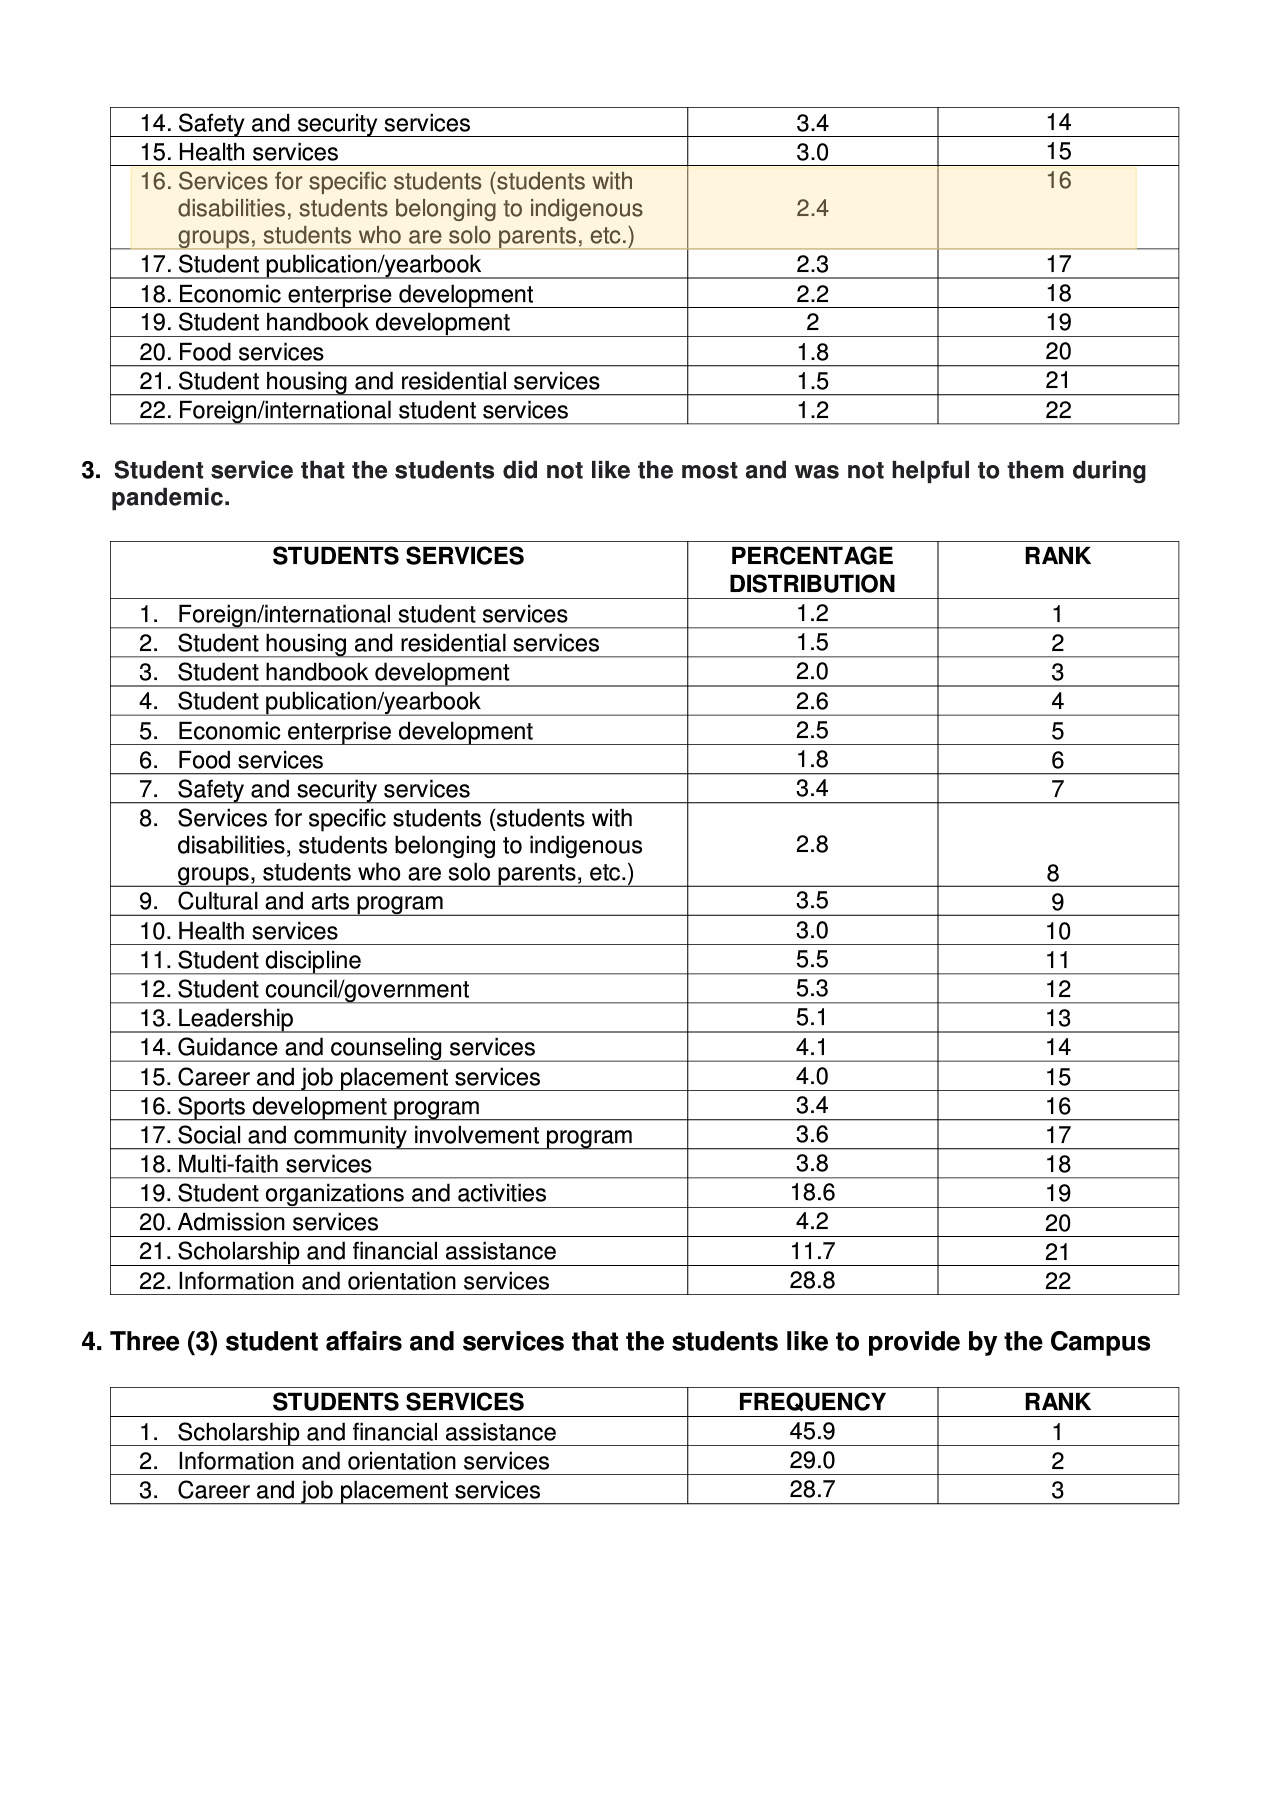 14. Safety and security services 3.4 14
15. Health services 3.0 15
16. Services for specific students (students with 16
disabilities, students belonging to indigenous 2.4
groups, students who are solo parents, etc.)
17. Student publication/yearbook 2.3 17
18. Economic enterprise development 2.2 18
19. Student handbook development 2 19
20. Food services 1.8 20
21. Student housing and residential services 1.5 21
22. Foreign/international student services 1.2 22
3. Student service that the students did not like the most and was not helpful to them during
pandemic.
STUDENTS SERVICES PERCENTAGE RANK
DISTRIBUTION
1. Foreign/international student services 1.2 1
2. Student housing and residential services 1.5 2
3. Student handbook development 2.0 3
4. Student publication/yearbook 2.6 4
5. Economic enterprise development 2.5 5
6. Food services 1.8 6
7. Safety and security services 3.4 7
8. Services for specific students (students with
disabilities, students belonging to indigenous 2.8
groups, students who are solo parents, etc.) 8
9. Cultural and arts program 3.5 9
10. Health services 3.0 10
11. Student discipline 5.5 11
12. Student council/government 5.3 12
13. Leadership 5.1 13
14. Guidance and counseling services 4.1 14
15. Career and job placement services 4.0 15
16. Sports development program 3.4 16
17. Social and community involvement program 3.6 17
18. Multi-faith services 3.8 18
19. Student organizations and activities 18.6 19
20. Admission services 4.2 20
21. Scholarship and financial assistance 11.7 21
22. Information and orientation services 28.8 22
4. Three (3) student affairs and services that the students like to provide by the Campus
STUDENTS SERVICES FREQUENCY RANK
1. Scholarship and financial assistance 45.9 1
2. Information and orientation services 29.0 2
3. Career and job placement services 28.7 3